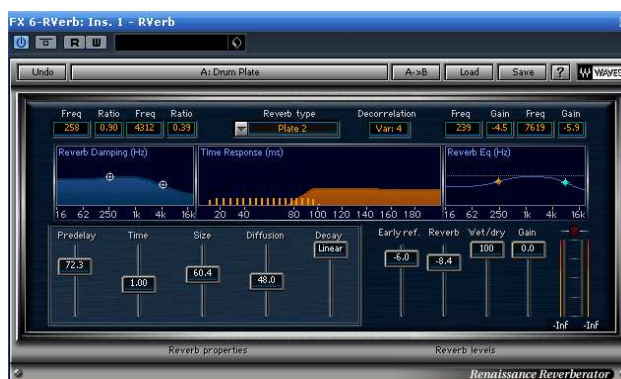 FX 6-RVerb: Ins. 1 - RVerb
R W
Undo A: Drum Plate A->B Load Save ? WAVES
Freq Ratio Freq Ratio Reverb type Decorrelation Freq Gain Freq Gain
258 0.90 4312 0.39 Plate 2 Var: 4 239 -4.5 7619 -5.9
Reverb Damping (Hz) Time Response (ms) Reverb Eq (Hz)
16 62 250 1k 4k 16k 20 40 80 100 120 140 160 180 16 62 250 1k 4k 16k
Predelay Time Size Diffusion Decay Early ref. Reverb Wet/dry Gain
Linear 100 0.0
72.3 1.00 60.4 48.0 -6.0 -8.4
-Inf -Inf
Reverb properties Reverb levels
Renaissance Reverberator